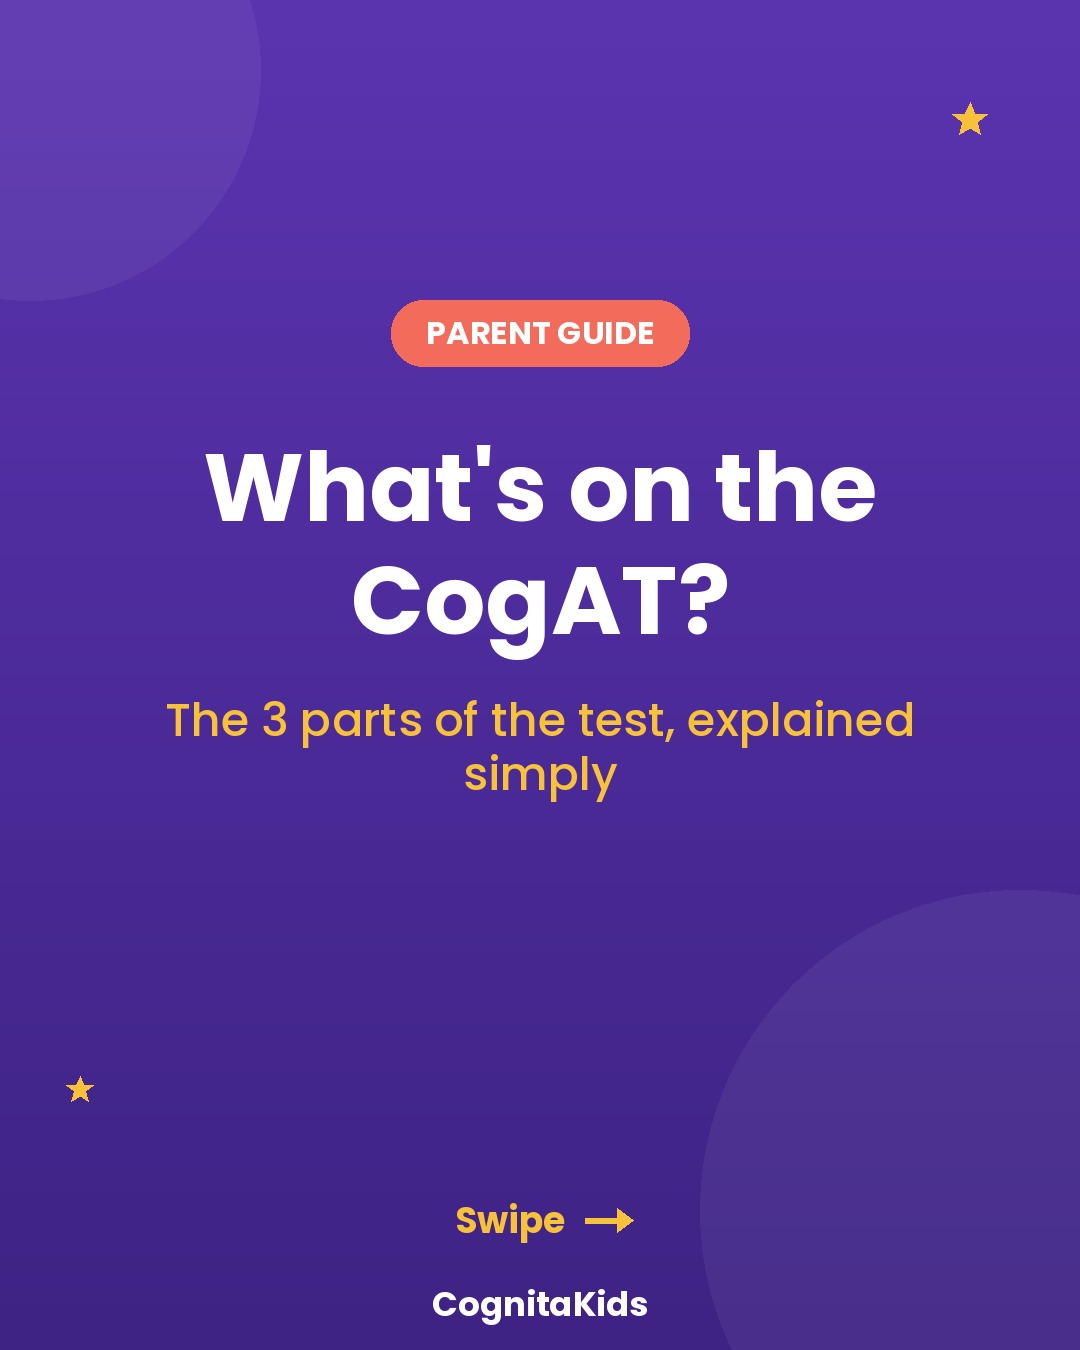 PARENT GUIDE
What's on the
CogAT?
The 3 parts of the test, explained
simply
Swipe
CognitaKids